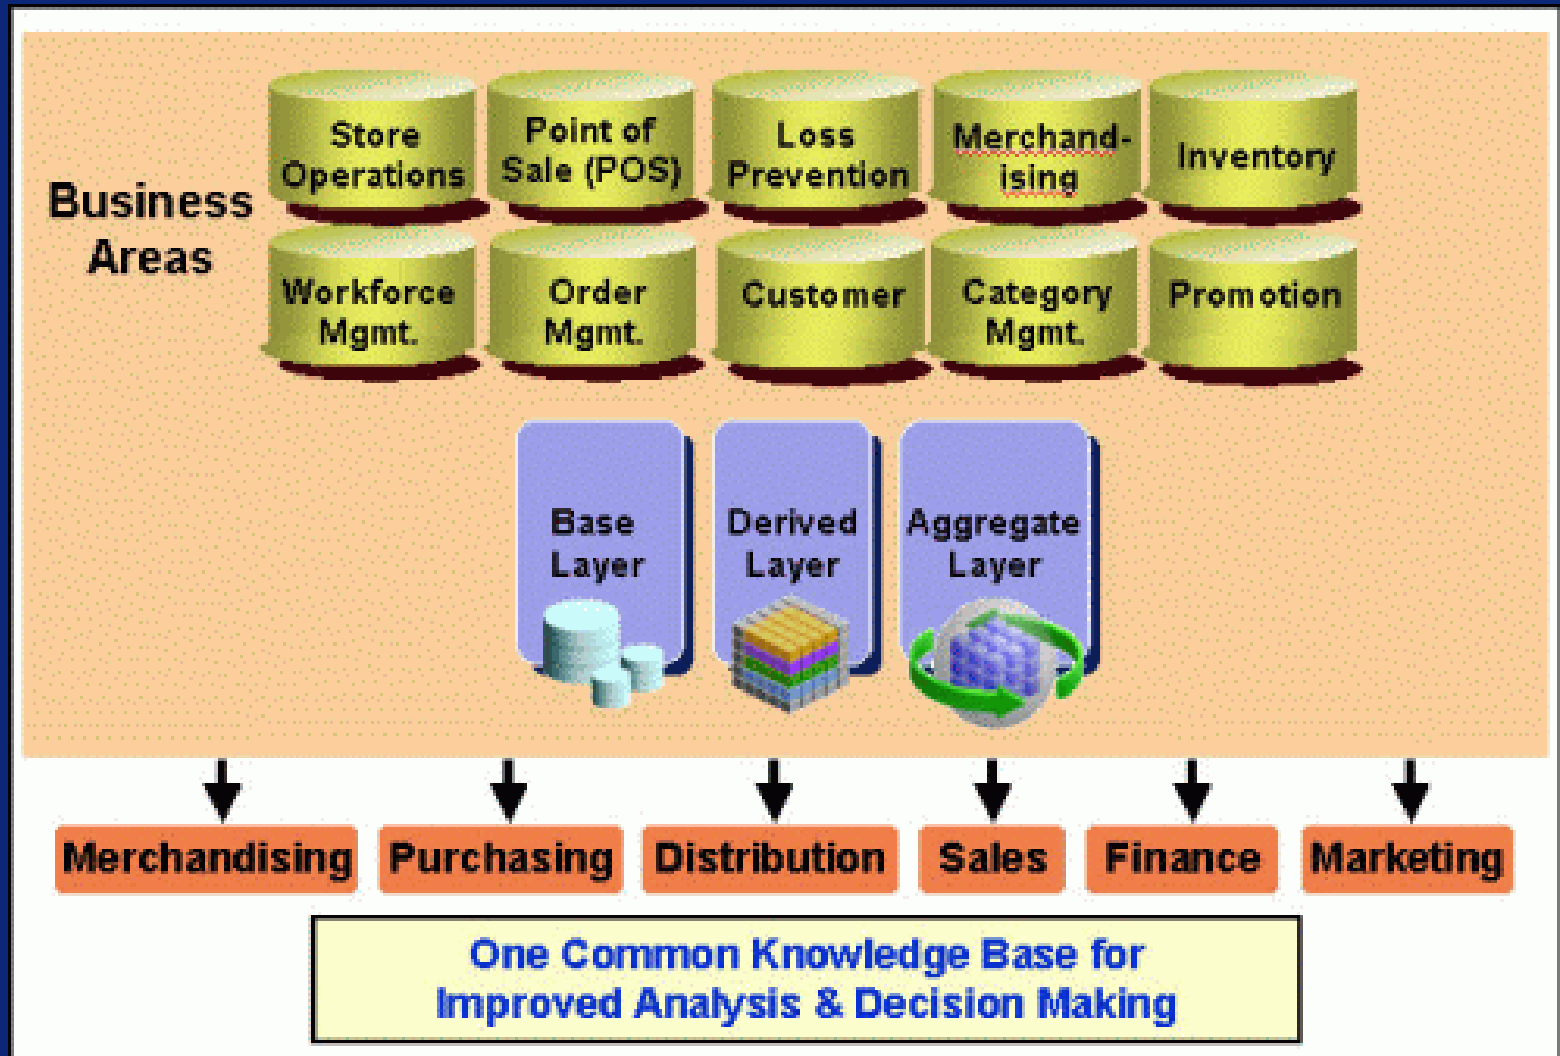 Business
Areas
Store
Operations
Point of
Sale (POS)
Loss
Prevention
Merchand-
ising
Inventory
Workforce
Mgmt.
Order
Mgmt.
Customer
Category
Mgmt.
Promotion
Base
Layer
Derived
Layer
Aggregate
Layer
Merchandising
Purchasing
Distribution
Sales
Finance
Marketing
One Common Knowledge Base for
Improved Analysis & Decision Making